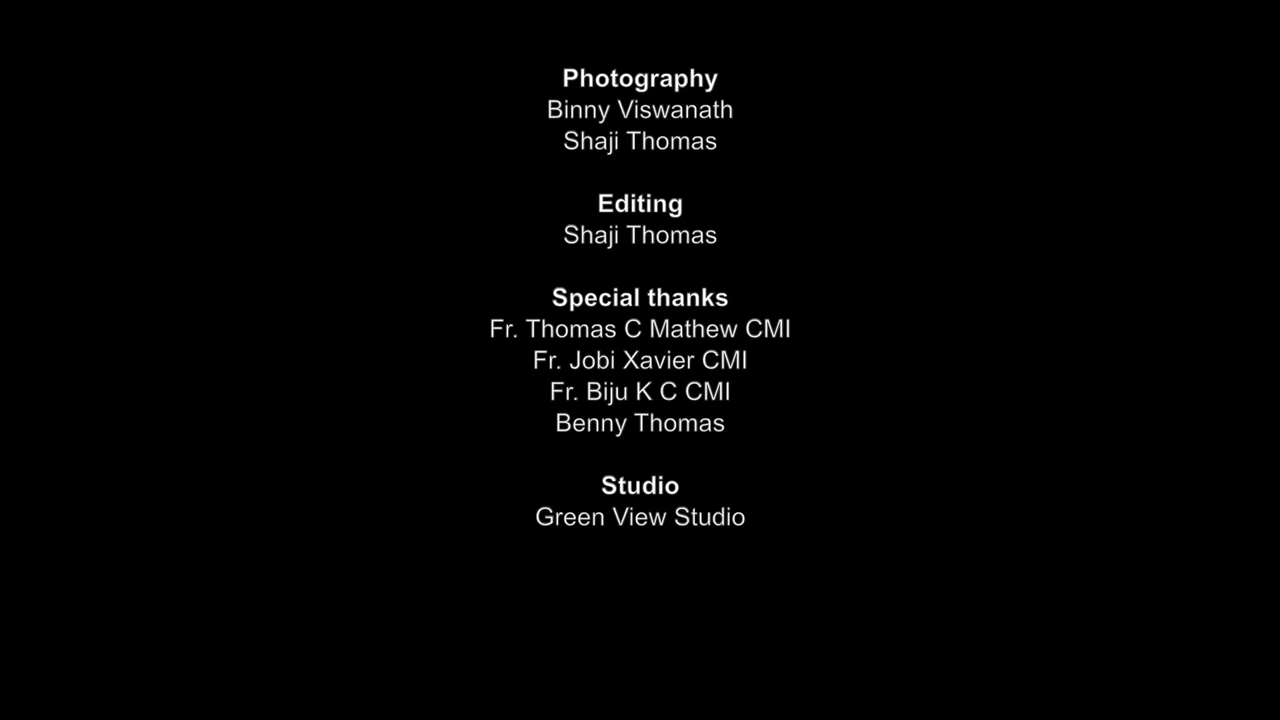 Photography
Binny Viswanath
Shaji Thomas
Editing
Shaji Thomas
Special thanks
Fr. Thomas C Mathew CMI
Fr. Jobi Xavier CMI
Fr. Biju K C CMI
Benny Thomas
Studio
Green View Studio